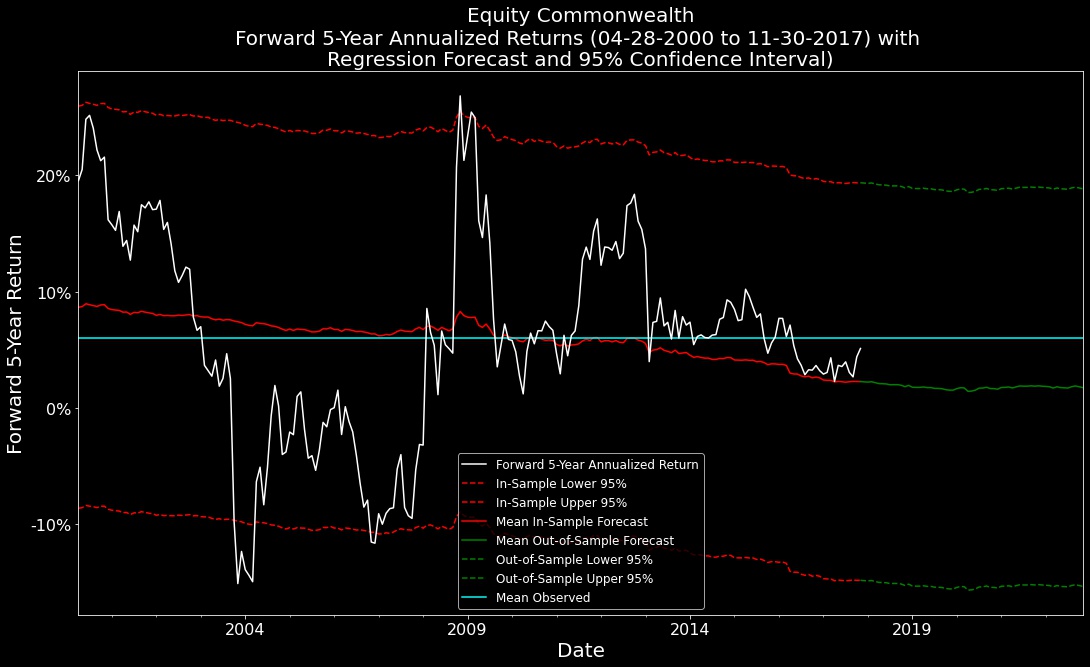 Equity Commonwealth
Forward 5-Year Annualized Returns (04-28-2000 to 11-30-2017) with
Regression Forecast and 95% Confidence Interval)
Forward 5-Year Return
20%
10%
0%
-10%
Forward 5-Year Annualized Return
In-Sample Lower 95%
In-Sample Upper 95%
Mean In-Sample Forecast
Mean Out-of-Sample Forecast
Out-of-Sample Lower 95%
Out-of-Sample Upper 95%
Mean Observed
2004
2009
2014
2019
Date